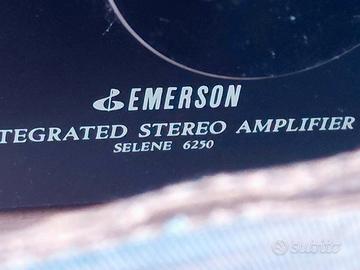 EMERSON
TEGRATED STEREO AMPLIFIER
SELENE 6250
subito